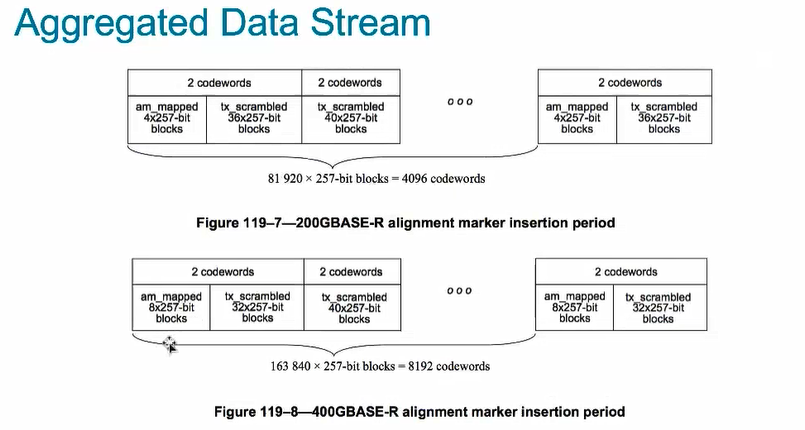 Aggregated Data Stream
2 codewords
2 codewords
2 codewords
am_mapped
4x257-bit
blocks
tx_scrambled
36x257-bit
blocks
tx_scrambled
40x257-bit
blocks
o o o
am_mapped
4x257-bit
blocks
tx_scrambled
36x257-bit
blocks
81 920 × 257-bit blocks = 4096 codewords
Figure 119–7—200GBASE-R alignment marker insertion period
2 codewords
2 codewords
2 codewords
am_mapped
8x257-bit
blocks
tx_scrambled
32x257-bit
blocks
tx_scrambled
40x257-bit
blocks
o o o
am_mapped
8x257-bit
blocks
tx_scrambled
32x257-bit
blocks
163 840 × 257-bit blocks = 8192 codewords
Figure 119–8—400GBASE-R alignment marker insertion period